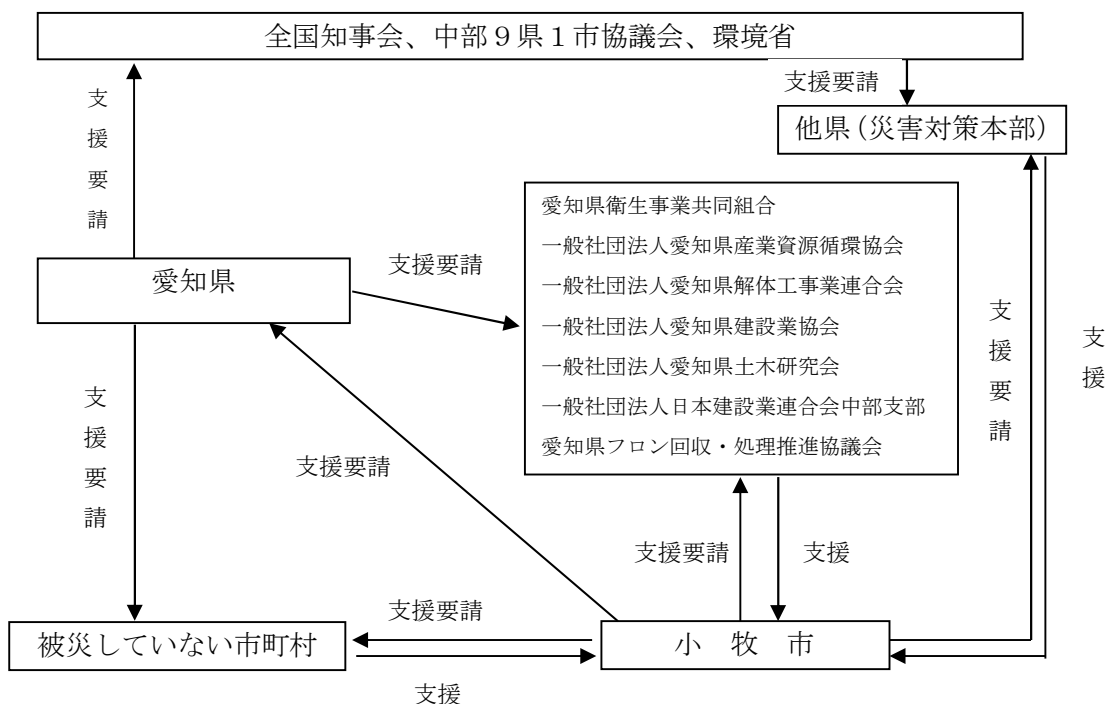 全国知事会、中部９県１市協議会、環境省
支援要請
支援要請
他県（災害対策本部）
愛知県衛生事業共同組合
一般社団法人愛知県産業資源循環協会
一般社団法人愛知県解体工事業連合会
一般社団法人愛知県建設業協会
一般社団法人愛知県土木研究会
一般社団法人日本建設業連合会中部支部
愛知県フロン回収・処理推進協議会
支援要請
愛知県
支援要請
支援
支援要請
支援要請
支援要請
支援
支援要請
被災していない市町村
小　牧　市
支援